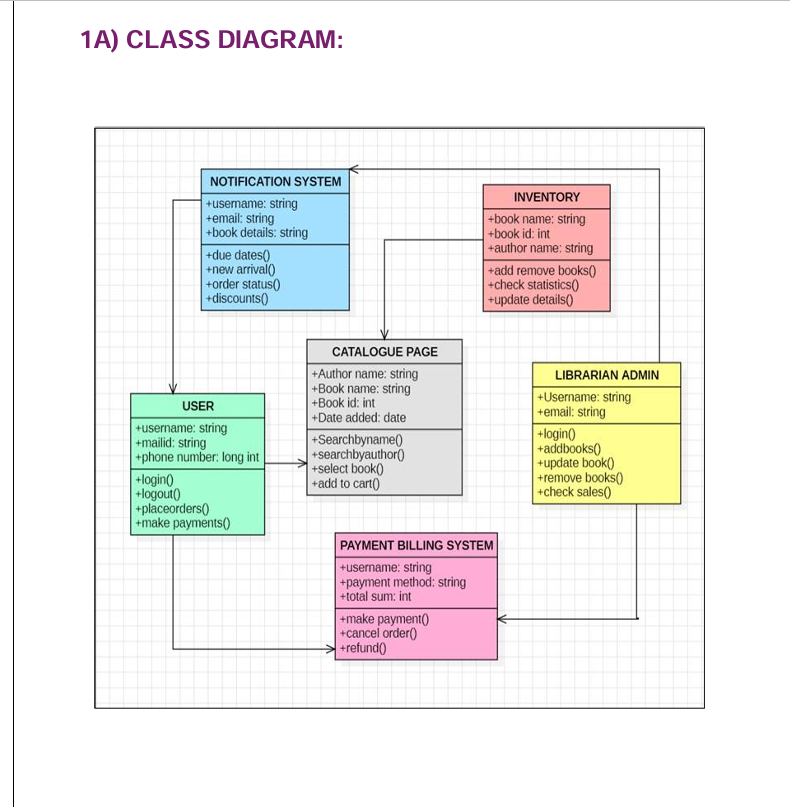 1A) CLASS DIAGRAM:
NOTIFICATION SYSTEM
+username: string
+email: string
+book details: string
+due dates()
+new arrival()
+order status()
+discounts()
INVENTORY
+book name: string
+book id: int
+author name: string
+add remove books()
+check statistics()
+update details()
CATALOGUE PAGE
+Author name: string
+Book name: string
+Book id: int
+Date added: date
+Searchbyname()
+searchbyauthor()
+select book()
+add to cart()
LIBRARIAN ADMIN
+Username: string
+email: string
+login()
+addbooks()
+update book()
+remove books()
+check sales()
USER
+username: string
+mailid: string
+phone number: long int
+login()
+logout()
+placeorders()
+make payments()
PAYMENT BILLING SYSTEM
+username: string
+payment method: string
+total sum: int
+make payment()
+cancel order()
+refund()